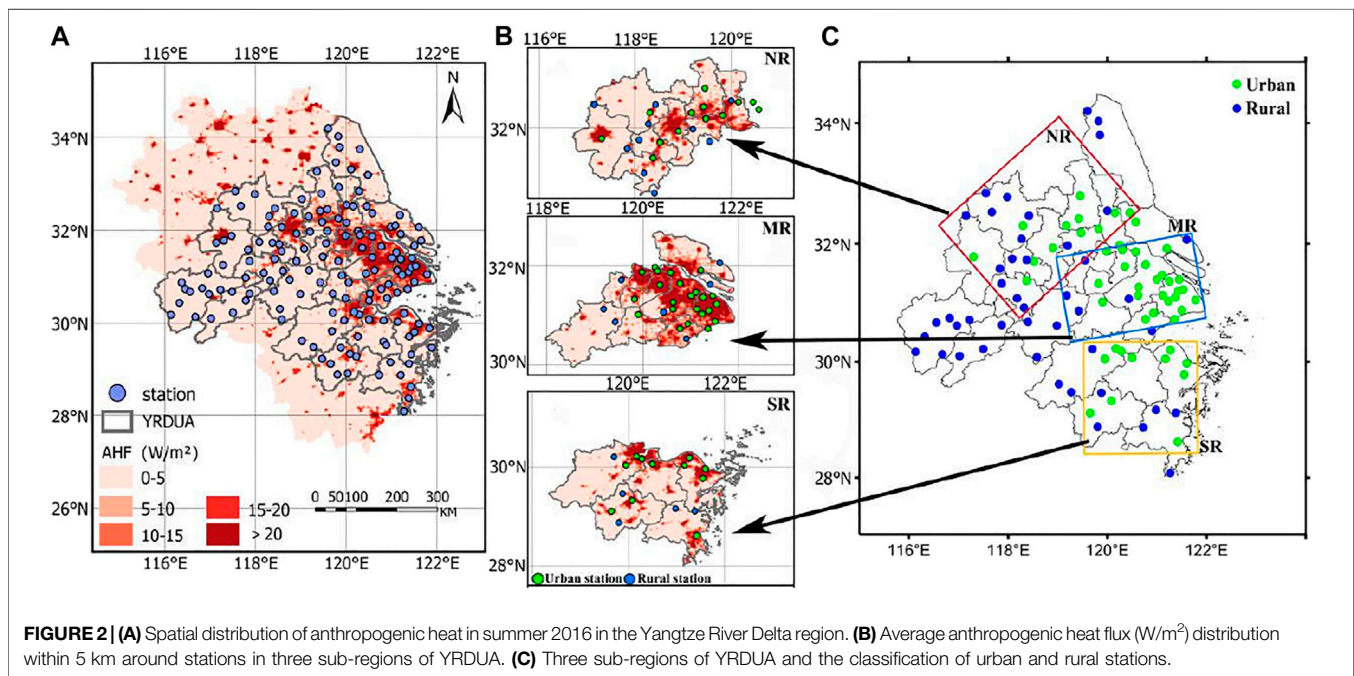 A
116°E 118°E 120°E 122°E
N
34°N
32°N
30°N
28°N
26°N
station
YRDUA
AHF (W/m²)
0-5
5-10
10-15
15-20
> 20
0 50100 200 300
KM
116°E 118°E 120°E 122°E
B
116°E 118°E 120°E
NR
32°N
118°E 120°E 122°E
MR
32°N
30°N
120°E 122°E
SR
30°N
28°N
Urban station Rural station
C
Urban
Rural
NR
MR
SR
34°N
32°N
30°N
28°N
116°E 118°E 120°E 122°E
FIGURE 2 | (A) Spatial distribution of anthropogenic heat in summer 2016 in the Yangtze River Delta region. (B) Average anthropogenic heat flux (W/m²) distribution
within 5 km around stations in three sub-regions of YRDUA. (C) Three sub-regions of YRDUA and the classification of urban and rural stations.